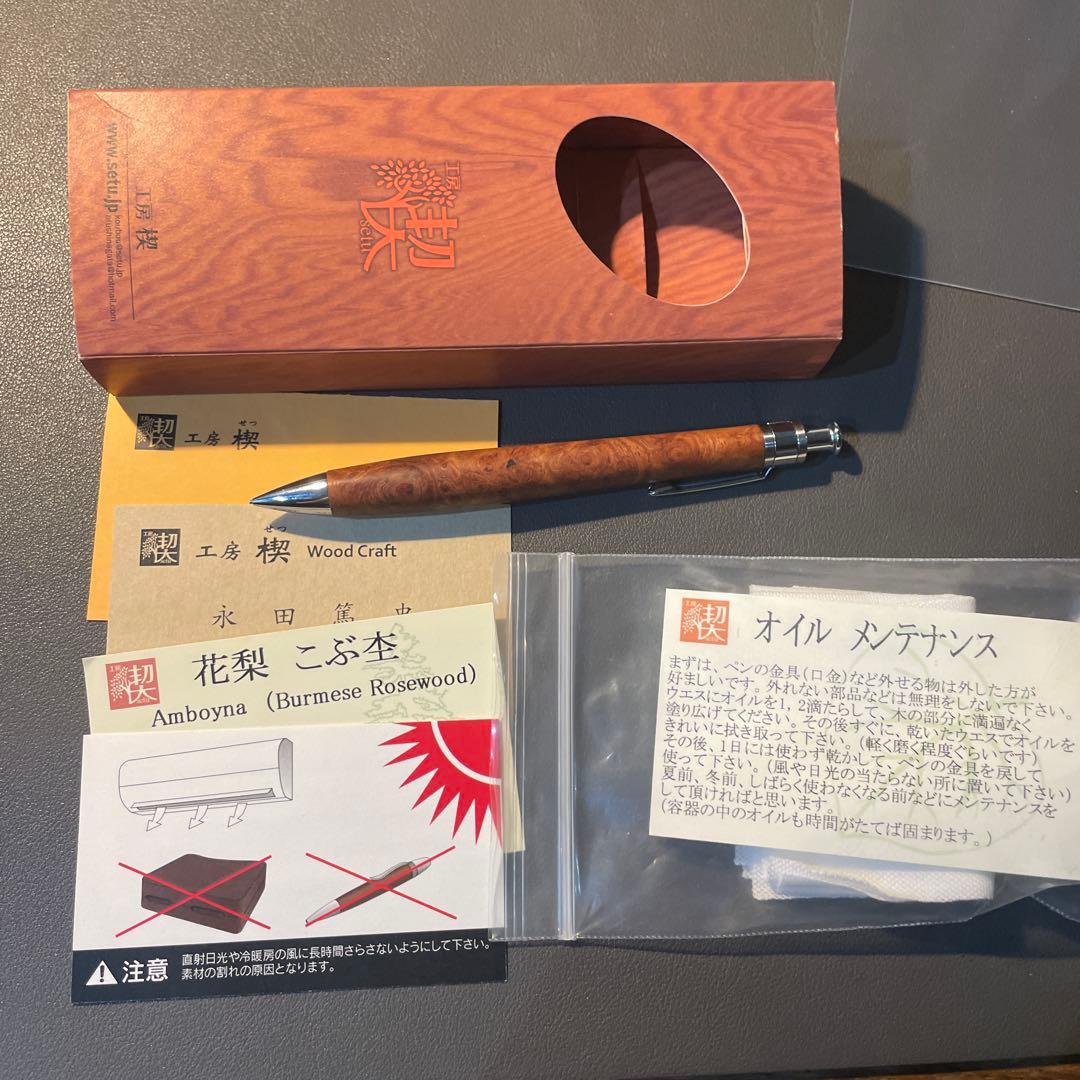 工房 楔
www.setu.jp
koubou@setu.jp
工房
楔
setu
工房 楔
せつ
工房 楔
せつ
工房 楔 Wood Craft
永田 篤史
花梨 こぶ杢
Amboyna (Burmese Rosewood)
注意
直射日光や冷暖房の風に長時間さらさないようにして下さい。
素材の割れの原因となります。
オイル メンテナンス
まずは、ペンの金具(口金)など外せる物は外した方が
好ましいです。外れない部品などは無理をしないで下さい。
ウエスにオイルを1, 2滴たらして、木の部分に満遍なく
塗り広げてください。その後すぐに、乾いたウエスでオイルを
きれいに拭き取って下さい。(軽く磨く程度ぐらいです)
その後、1日には使わず乾かして、ペンの金具を戻して
使って下さい。(風や日光の当たらない所に置いて下さい)
夏前、冬前、しばらく使わなくなる前などにメンテナンスを
して頂ければと思います。
(容器の中のオイルも時間がたてば固まります。)